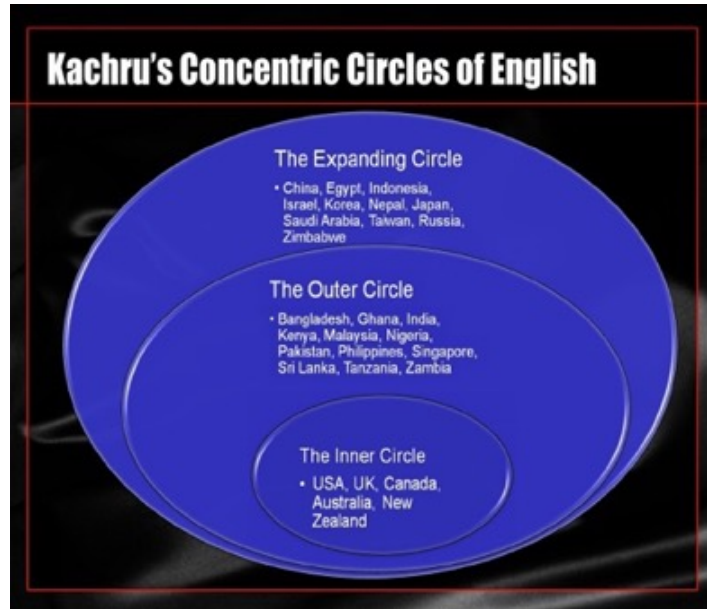 Kachru's Concentric Circles of English
The Expanding Circle
• China, Egypt, Indonesia,
Israel, Korea, Nepal, Japan,
Saudi Arabia, Taiwan, Russia,
Zimbabwe
The Outer Circle
• Bangladesh, Ghana, India,
Kenya, Malaysia, Nigeria,
Pakistan, Philippines, Singapore,
Sri Lanka, Tanzania, Zambia
The Inner Circle
• USA, UK, Canada,
Australia, New
Zealand